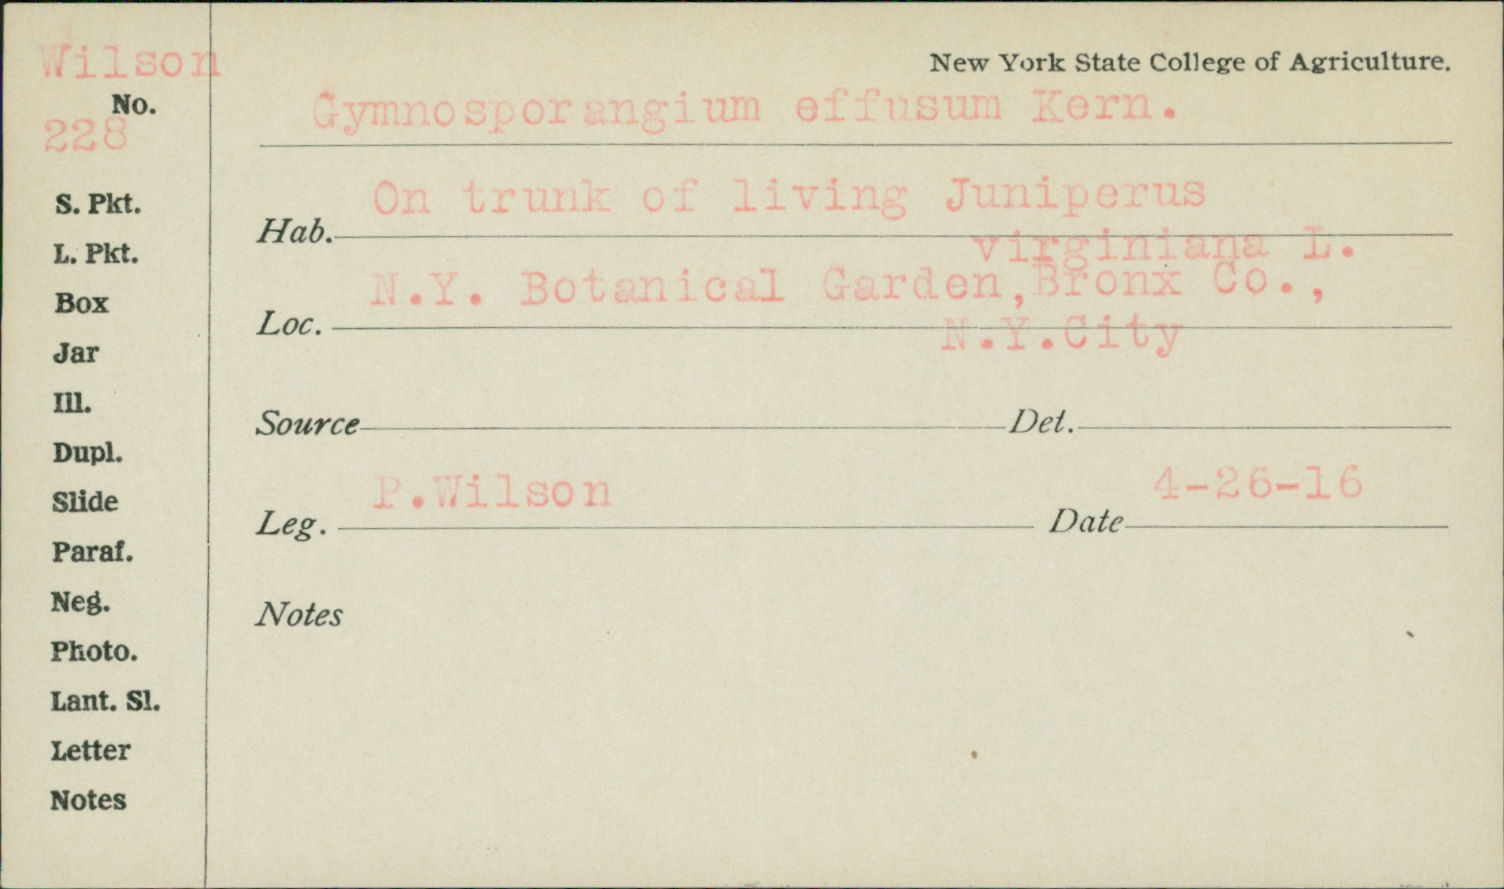 Wilson
No.
228
S. Pkt.
L. Pkt.
Box
Jar
Ill.
Dupl.
Slide
Paraf.
Neg.
Photo.
Lant. Sl.
Letter
Notes
New York State College of Agriculture.
Gymnosporangium effusum Kern.
Hab. On trunk of living Juniperus
virginiana L.
Loc. N.Y. Botanical Garden,Bronx Co.,
N.Y.City
Source Det.
Leg. P.Wilson Date 4-26-16
Notes